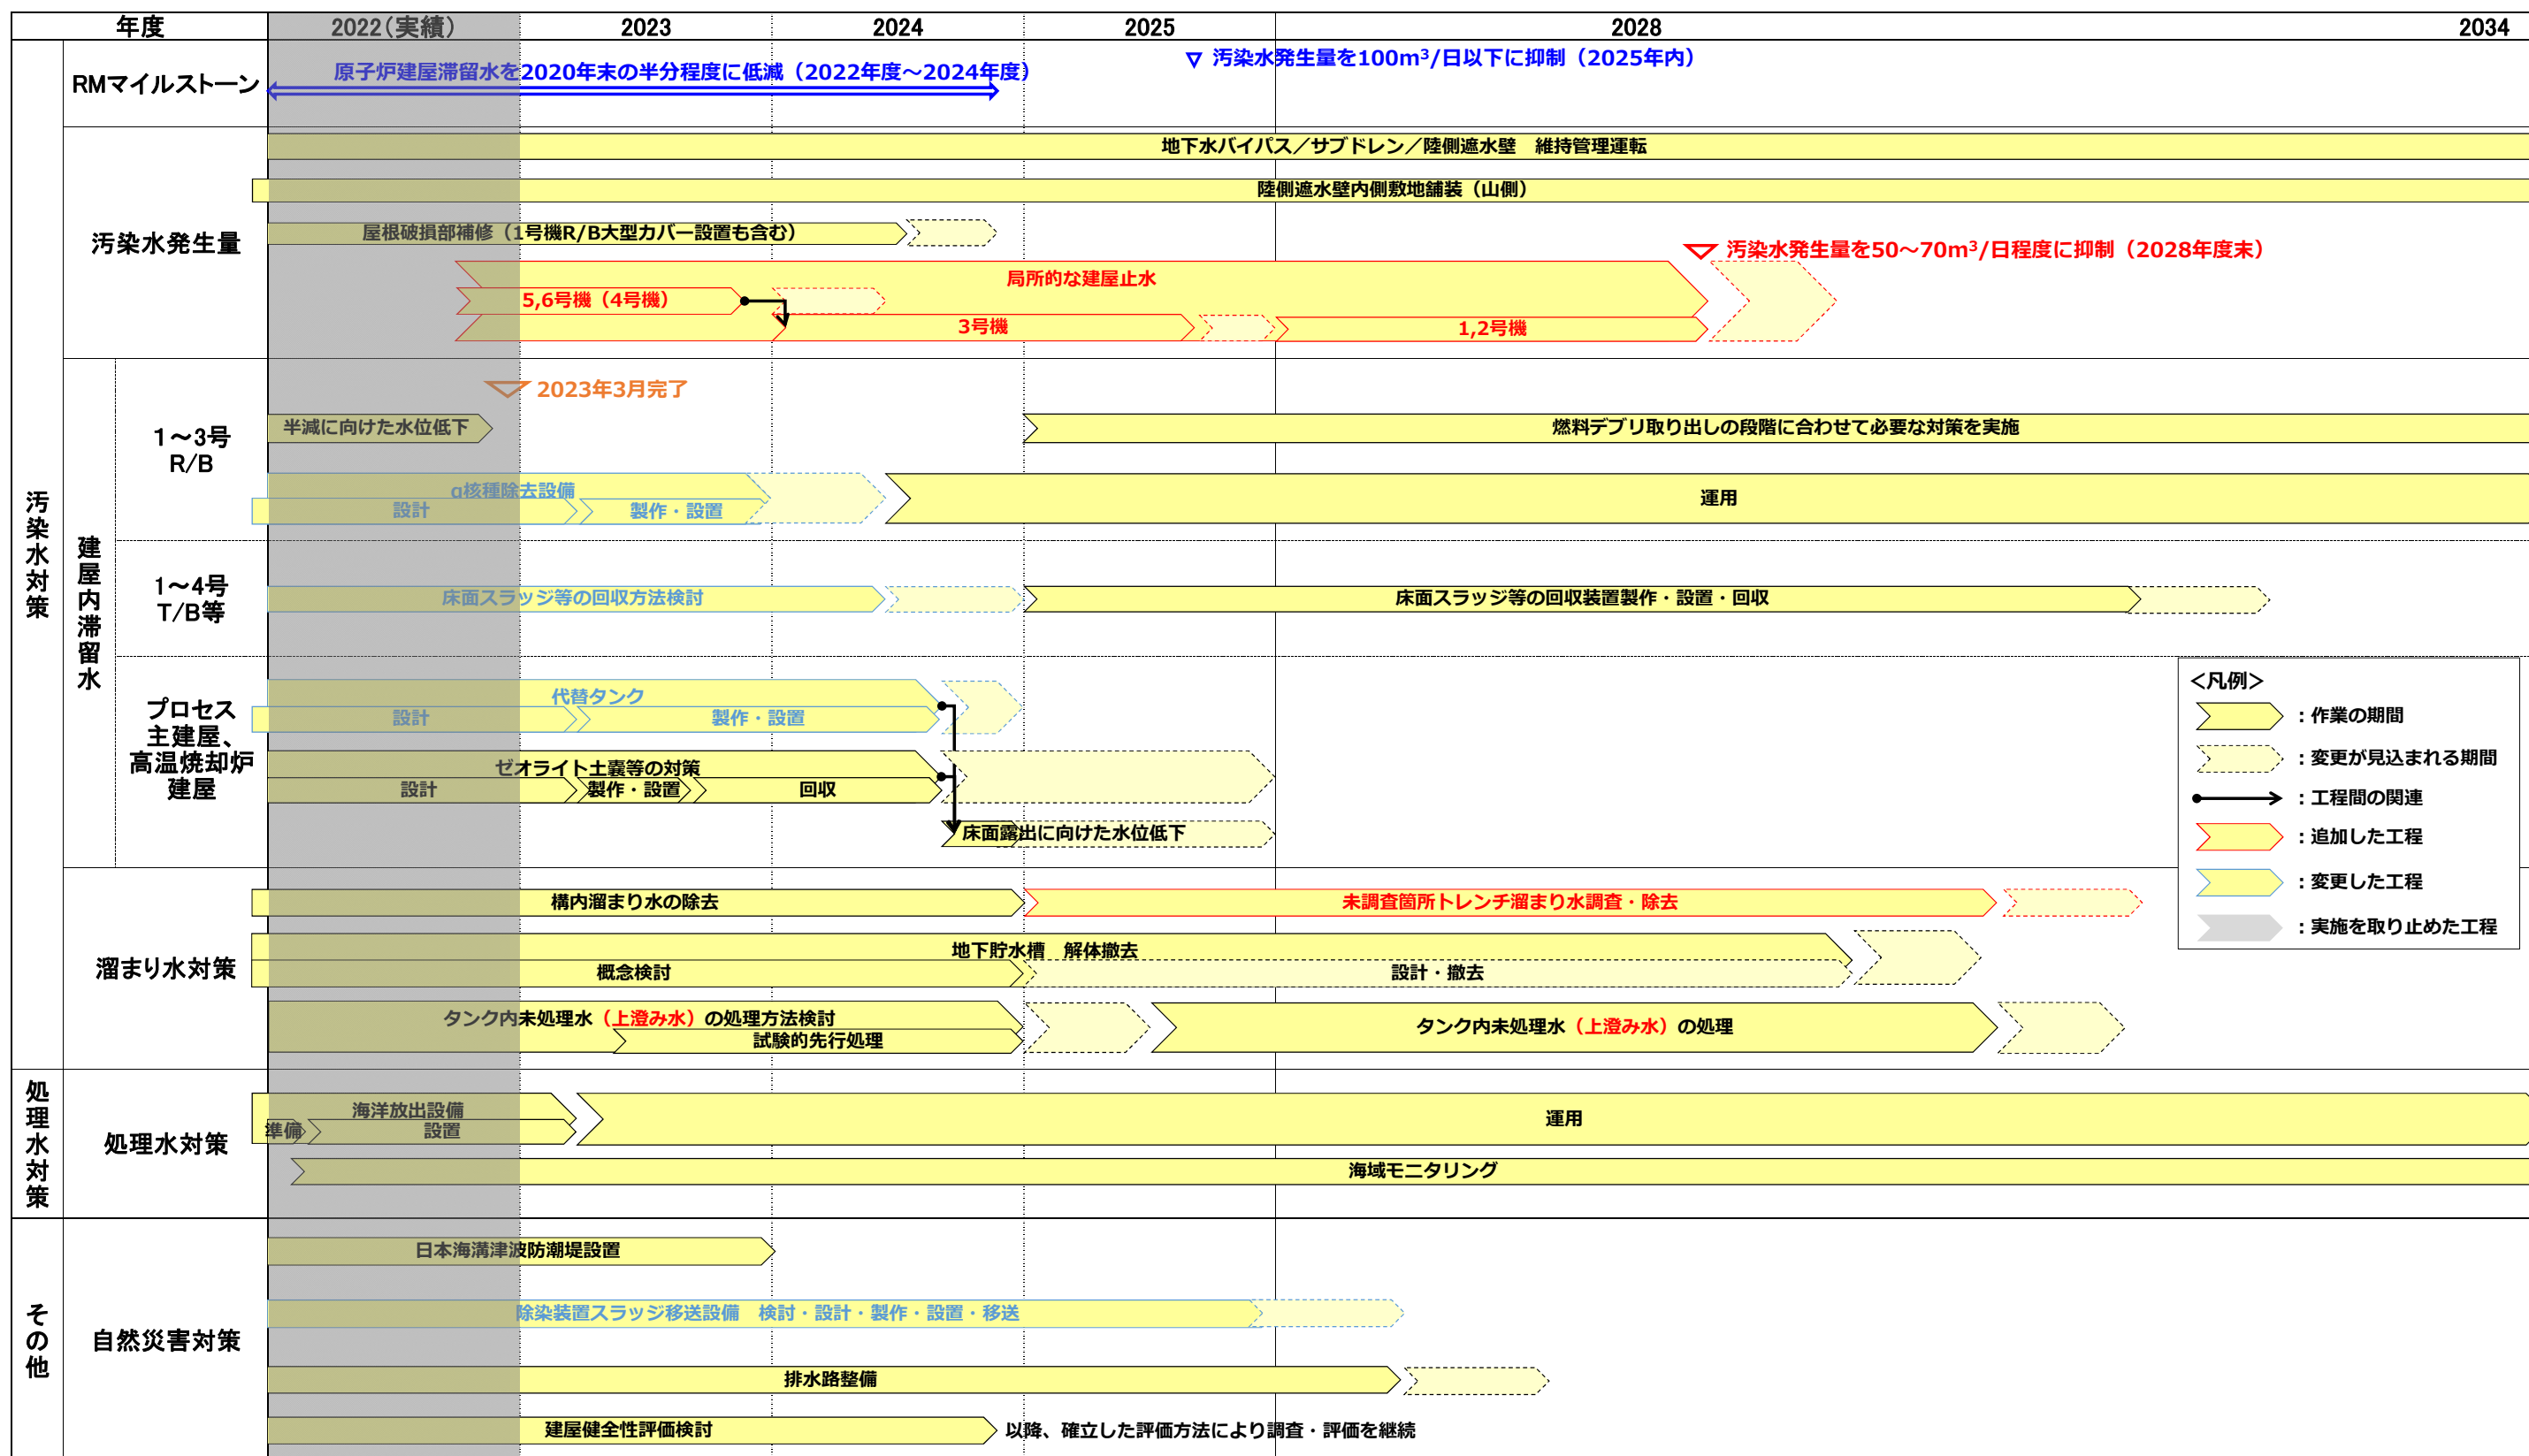 年度 2022（実績） 2023 2024 2025 2028 2034
汚染水対策
RMマイルストーン
原子炉建屋滞留水を2020年末の半分程度に低減（2022年度～2024年度）
▽ 汚染水発生量を100m³/日以下に抑制（2025年内）
汚染水発生量
地下水バイパス／サブドレン／陸側遮水壁　維持管理運転
陸側遮水壁内側敷地舗装（山側）
屋根破損部補修（1号機R/B大型カバー設置も含む）
汚染水発生量を50～70m³/日程度に抑制（2028年度末）
局所的な建屋止水
5,6号機（4号機）
3号機
1,2号機
建屋内滞留水
1～3号
R/B
2023年3月完了
半減に向けた水位低下
燃料デブリ取り出しの段階に合わせて必要な対策を実施
α核種除去設備
設計
製作・設置
運用
1～4号
T/B等
床面スラッジ等の回収方法検討
床面スラッジ等の回収装置製作・設置・回収
プロセス
主建屋、
高温焼却炉
建屋
代替タンク
設計
製作・設置
ゼオライト土嚢等の対策
設計
製作・設置
回収
床面露出に向けた水位低下
<凡例>
：作業の期間
：変更が見込まれる期間
：工程間の関連
：追加した工程
：変更した工程
：実施を取り止めた工程
溜まり水対策
構内溜まり水の除去
未調査箇所トレンチ溜まり水調査・除去
地下貯水槽　解体撤去
概念検討
設計・撤去
タンク内未処理水（上澄み水）の処理方法検討
試験的先行処理
タンク内未処理水（上澄み水）の処理
処理水対策
処理水対策
海洋放出設備
準備
設置
運用
海域モニタリング
その他
自然災害対策
日本海溝津波防潮堤設置
除染装置スラッジ移送設備　検討・設計・製作・設置・移送
排水路整備
建屋健全性評価検討
以降、確立した評価方法により調査・評価を継続